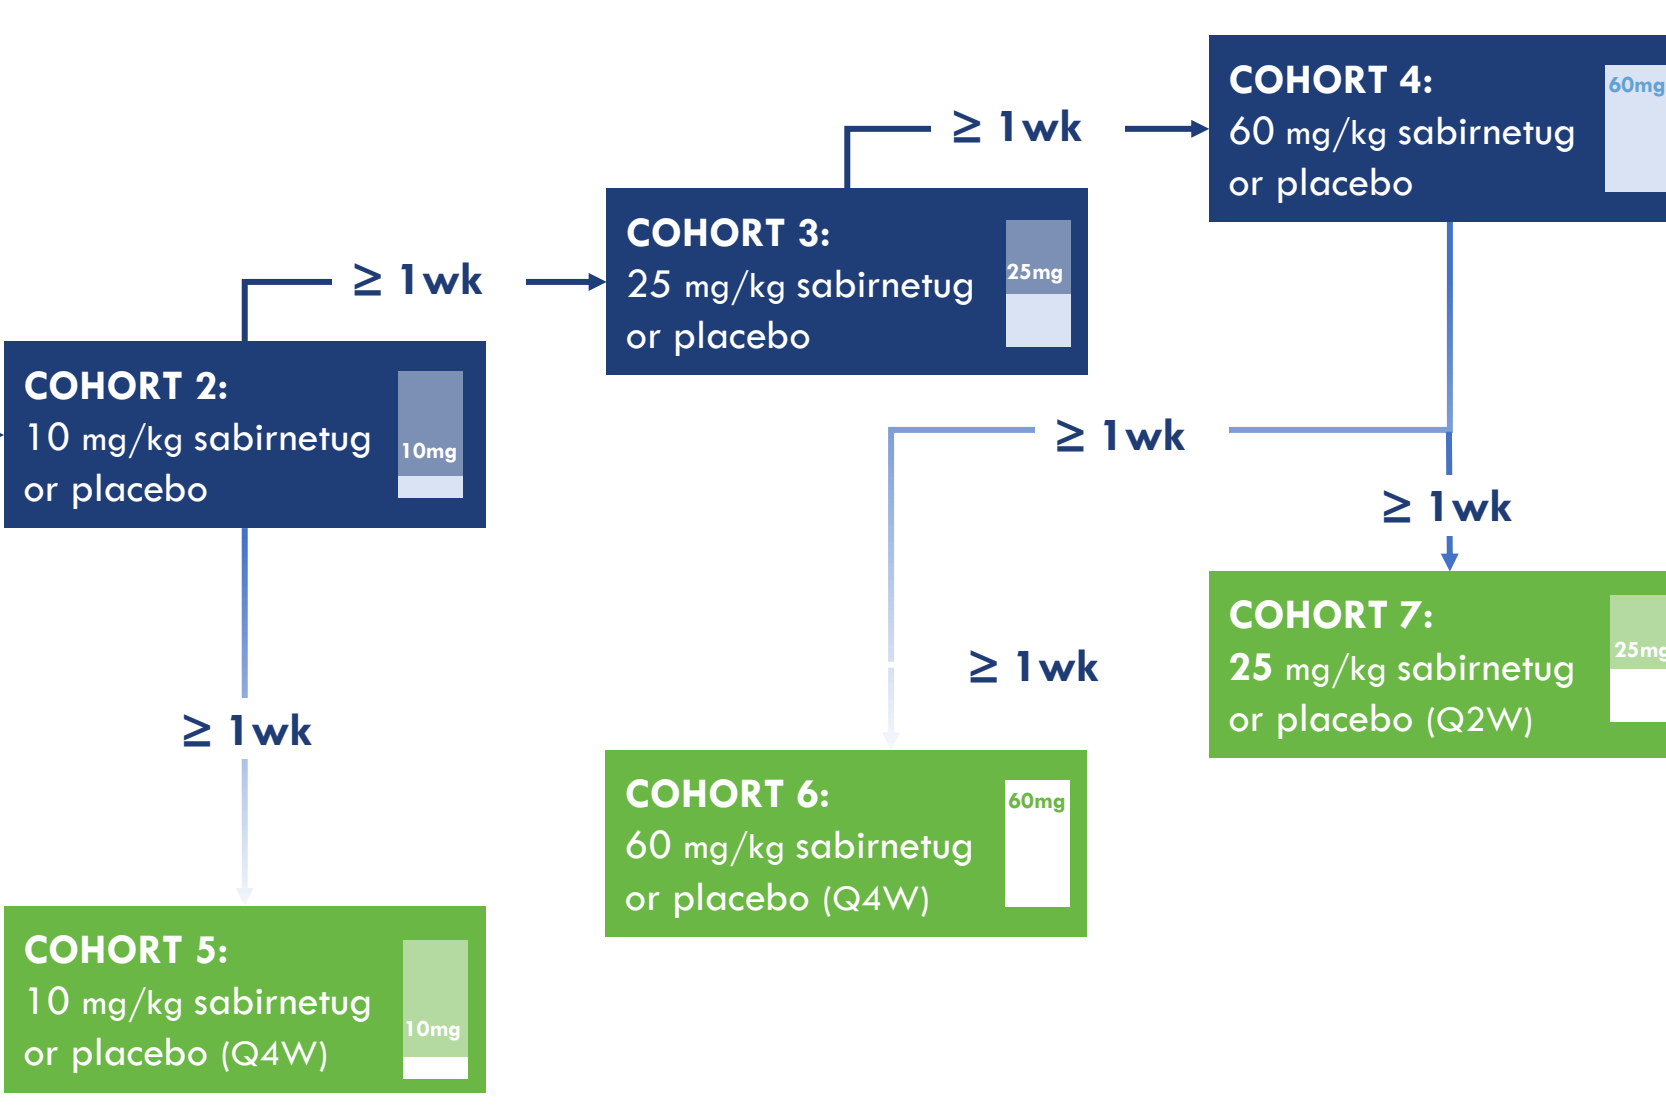 COHORT 4:
60 mg/kg sabirnetug
or placebo
60mg
≥ 1wk
COHORT 3:
25 mg/kg sabirnetug
or placebo
25mg
≥ 1wk
COHORT 2:
10 mg/kg sabirnetug
or placebo
10mg
≥ 1wk
≥ 1wk
COHORT 7:
25 mg/kg sabirnetug
or placebo (Q2W)
25mg
≥ 1wk
≥ 1wk
COHORT 6:
60 mg/kg sabirnetug
or placebo (Q4W)
60mg
COHORT 5:
10 mg/kg sabirnetug
or placebo (Q4W)
10mg